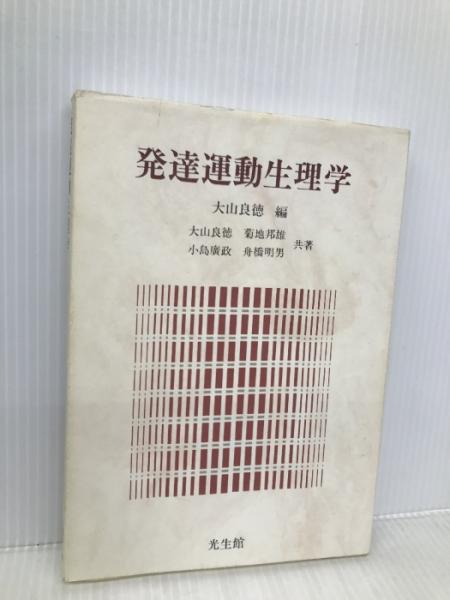 発達運動生理学
大山良徳 編
大山良徳 菊地邦雄
小島廣政 舟橋明男
共著
光生館